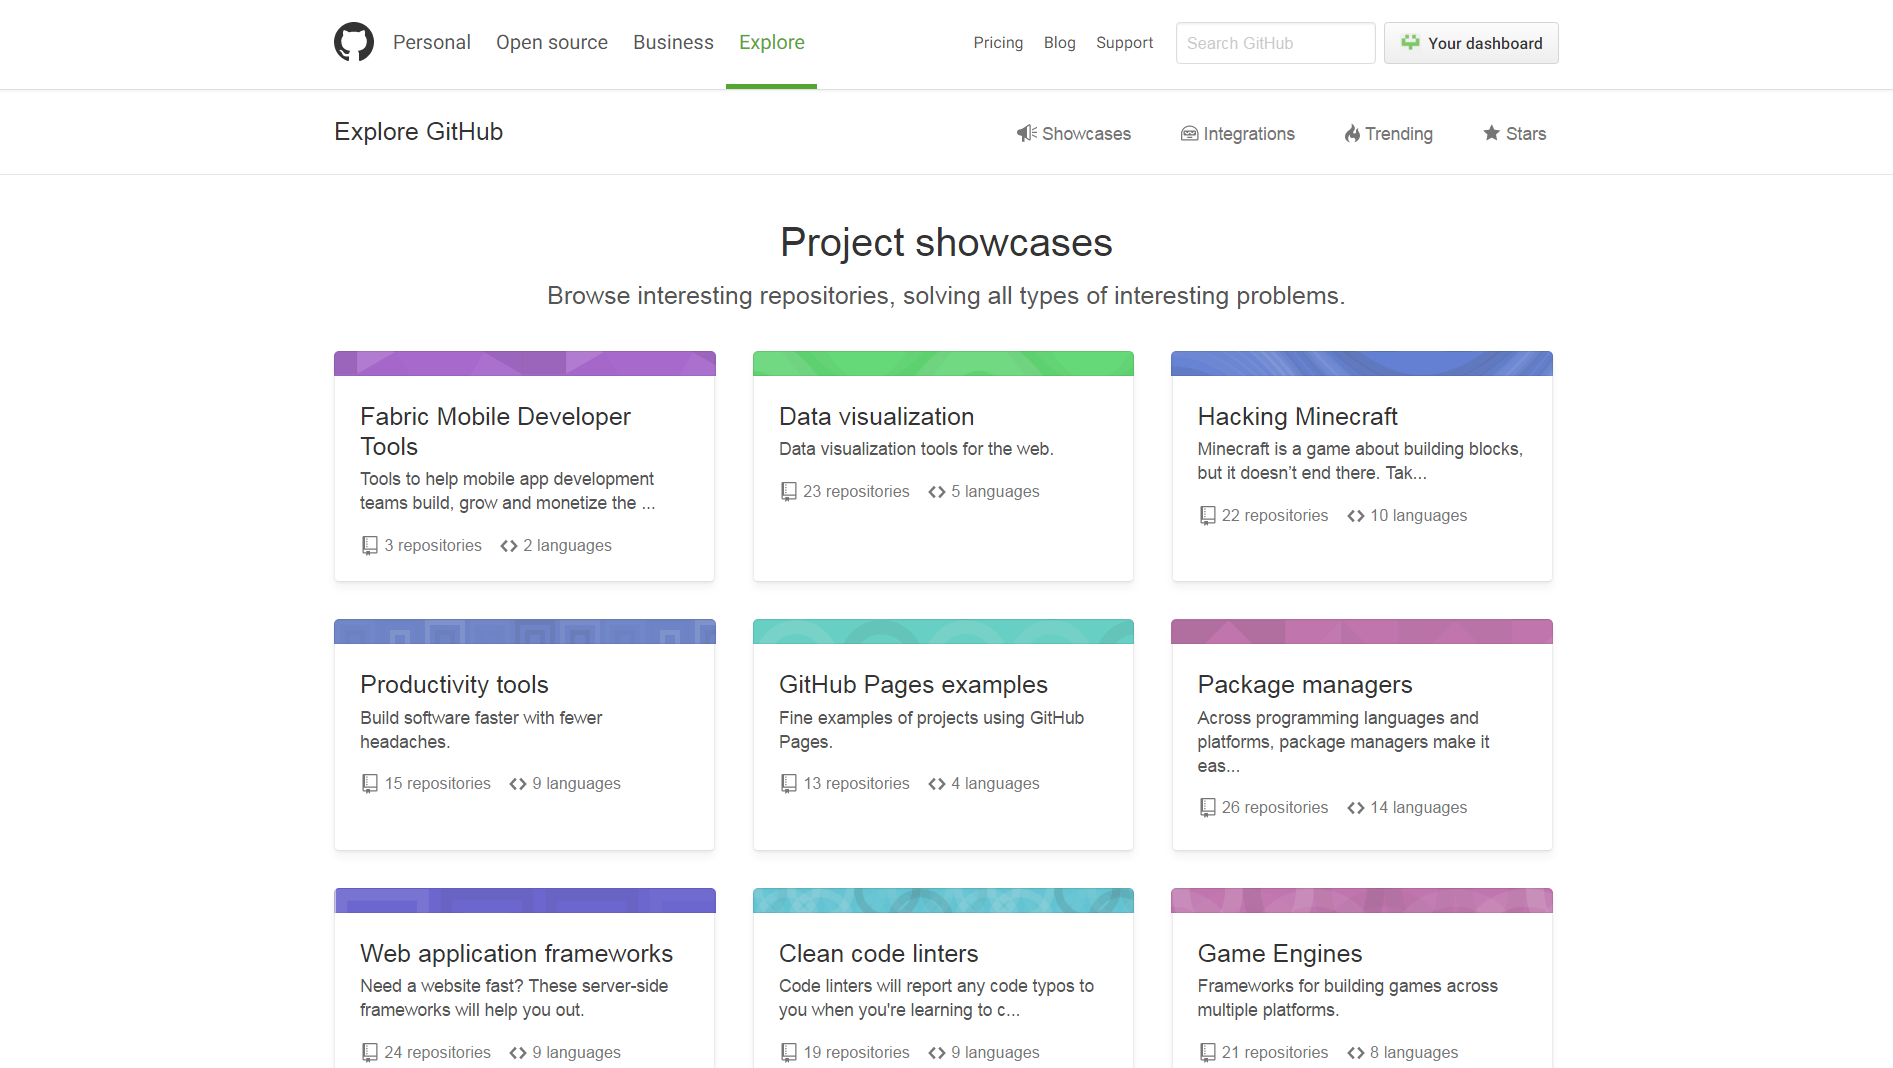 Personal Open source Business Explore Pricing Blog Support Search GitHub Your dashboard
Explore GitHub Showcases Integrations Trending Stars
Project showcases
Browse interesting repositories, solving all types of interesting problems.
Fabric Mobile Developer
Tools
Tools to help mobile app development
teams build, grow and monetize the ...
3 repositories 2 languages
Data visualization
Data visualization tools for the web.
23 repositories 5 languages
Hacking Minecraft
Minecraft is a game about building blocks,
but it doesn’t end there. Tak...
22 repositories 10 languages
Productivity tools
Build software faster with fewer
headaches.
15 repositories 9 languages
GitHub Pages examples
Fine examples of projects using GitHub
Pages.
13 repositories 4 languages
Package managers
Across programming languages and
platforms, package managers make it
eas...
26 repositories 14 languages
Web application frameworks
Need a website fast? These server-side
frameworks will help you out.
24 repositories 9 languages
Clean code linters
Code linters will report any code typos to
you when you're learning to c...
19 repositories 9 languages
Game Engines
Frameworks for building games across
multiple platforms.
21 repositories 8 languages